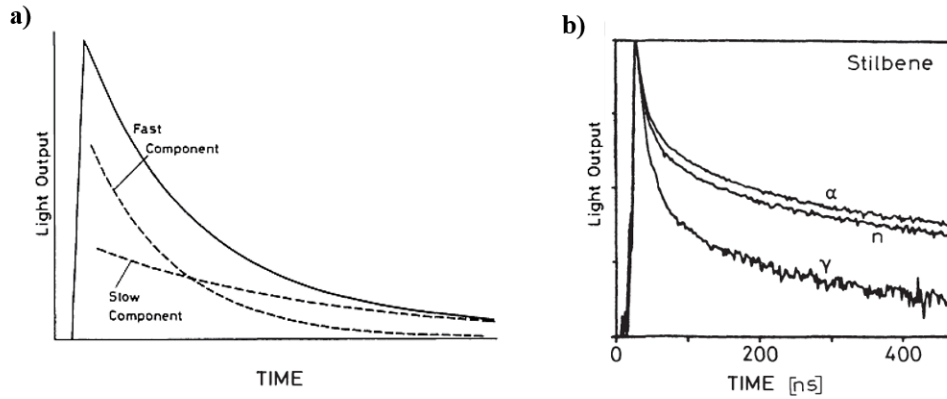 a)
Light Output
Fast
Component
Slow
Component
TIME
b)
Stilbene
Light Output
α
n
γ
0
200
400
TIME [ns]